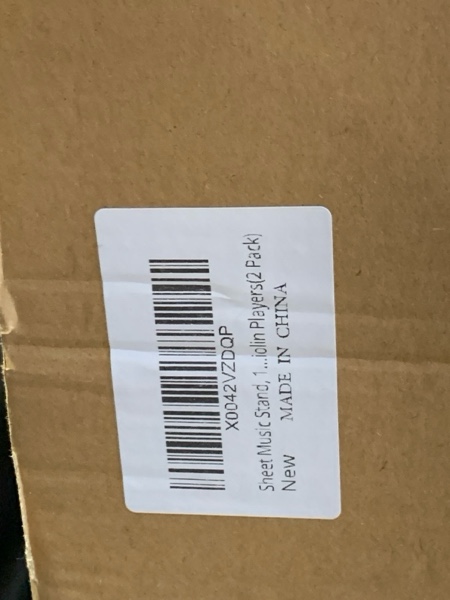 X0042VZDQP
Sheet Music Stand, 1...iolin Players(2 Pack)
New MADE IN CHINA